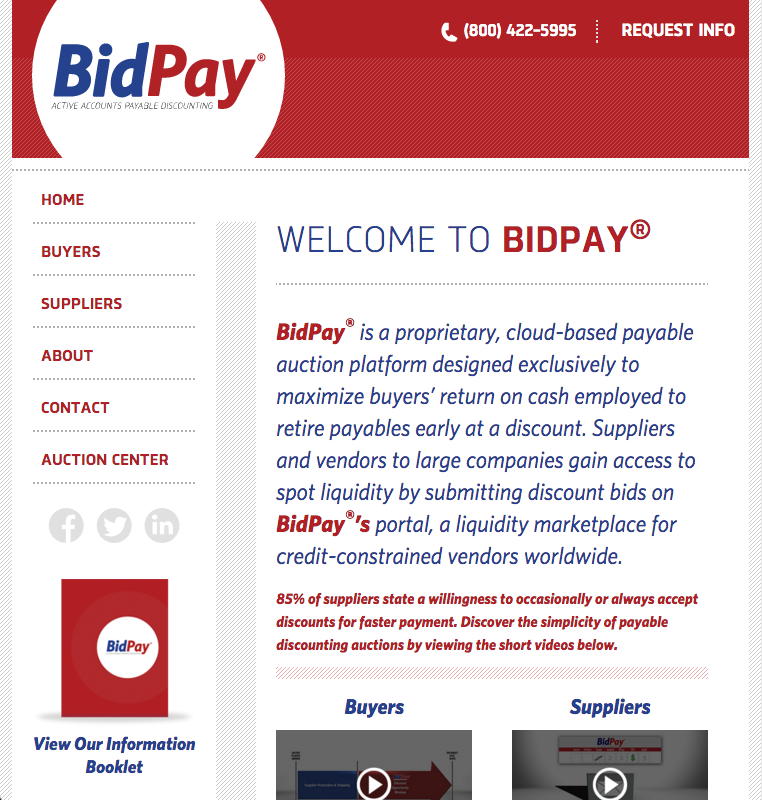 BidPay®
ACTIVE ACCOUNTS PAYABLE DISCOUNTING
(800) 422-5995
REQUEST INFO
HOME
BUYERS
SUPPLIERS
ABOUT
CONTACT
AUCTION CENTER
BidPay
View Our Information
Booklet
WELCOME TO BIDPAY®
BidPay® is a proprietary, cloud-based payable
auction platform designed exclusively to
maximize buyers’ return on cash employed to
retire payables early at a discount. Suppliers
and vendors to large companies gain access to
spot liquidity by submitting discount bids on
BidPay®’s portal, a liquidity marketplace for
credit-constrained vendors worldwide.
85% of suppliers state a willingness to occasionally or always accept
discounts for faster payment. Discover the simplicity of payable
discounting auctions by viewing the short videos below.
Buyers
Suppliers
BidPay